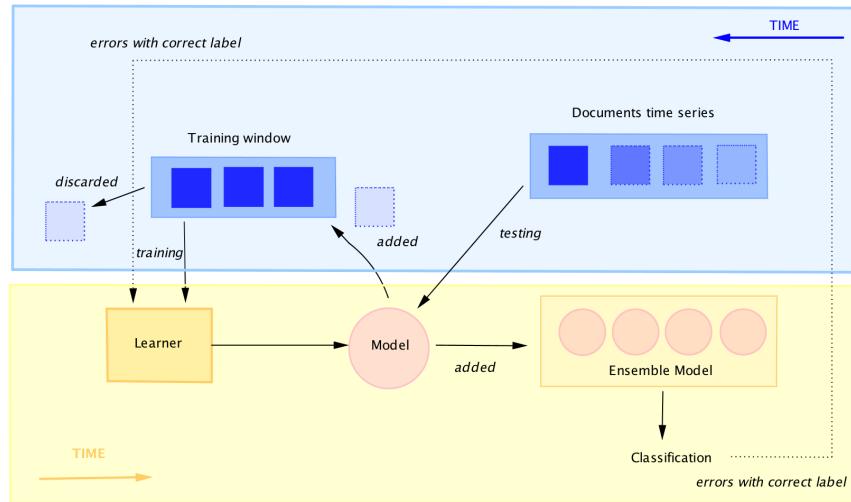 TIME
errors with correct label
Documents time series
Training window
discarded
added
testing
training
Learner
Model
added
Ensemble Model
TIME
Classification
errors with correct label